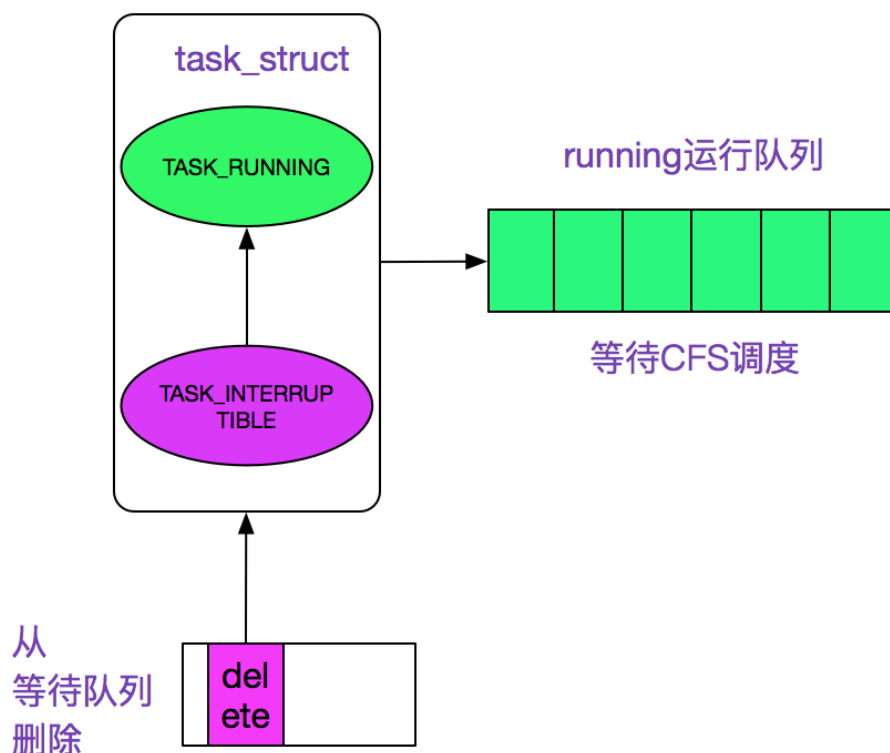 task_struct
TASK_RUNNING
running运行队列
等待CFS调度
TASK_INTERRUP
TIBLE
从
等待队列
删除
del
ete